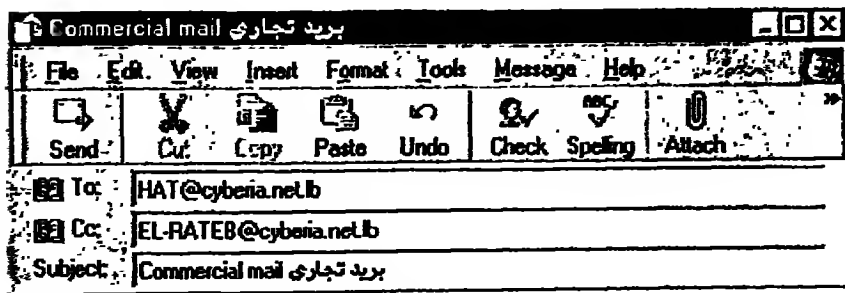 Commercial mail بريد تجاري
File Edit View Insert Format Tools Message Help
Send Cut Copy Paste Undo Check Spelling Attach
To: HAT@cyberia.net.lb
Cc: EL-RATEB@cyberia.net.lb
Subject: Commercial mail بريد تجاري